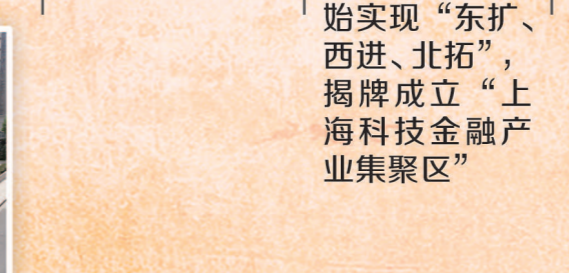 始实现“东扩、
西进、北拓”，
揭牌成立“上
海科技金融产
业集聚区”